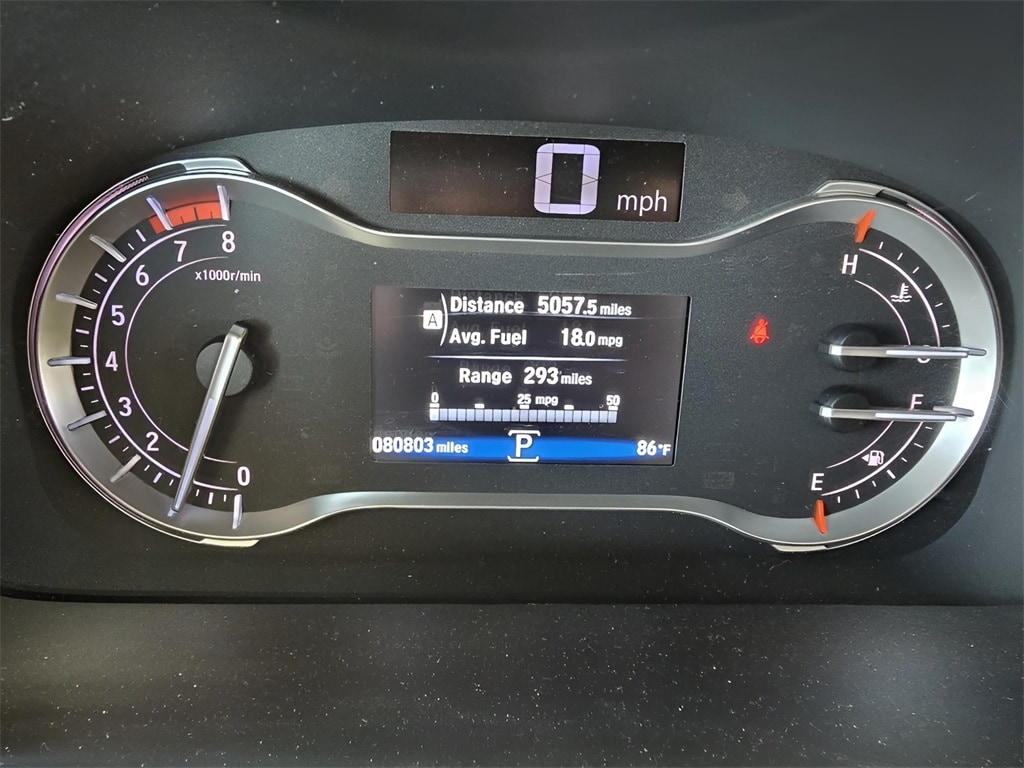 0 mph
8
7
6
5
4
3
2
0
x1000r/min
A
Distance 5057.5 miles
Avg. Fuel 18.0 mpg
Range 293 miles
0 25 mpg 50
080803 miles P 86°F
H
E